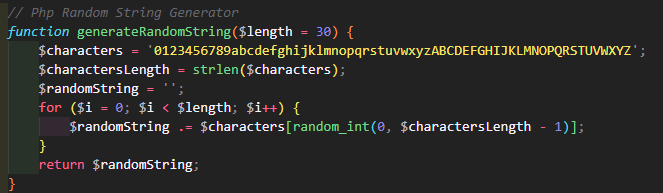 // Php Random String Generator
function generateRandomString($length = 30) {
    $characters = '0123456789abcdefghijklmnopqrstuvwxyzABCDEFGHIJKLMNOPQRSTUVWXYZ';
    $charactersLength = strlen($characters);
    $randomString = '';
    for ($i = 0; $i < $length; $i++) {
        $randomString .= $characters[random_int(0, $charactersLength - 1)];
    }
    return $randomString;
}